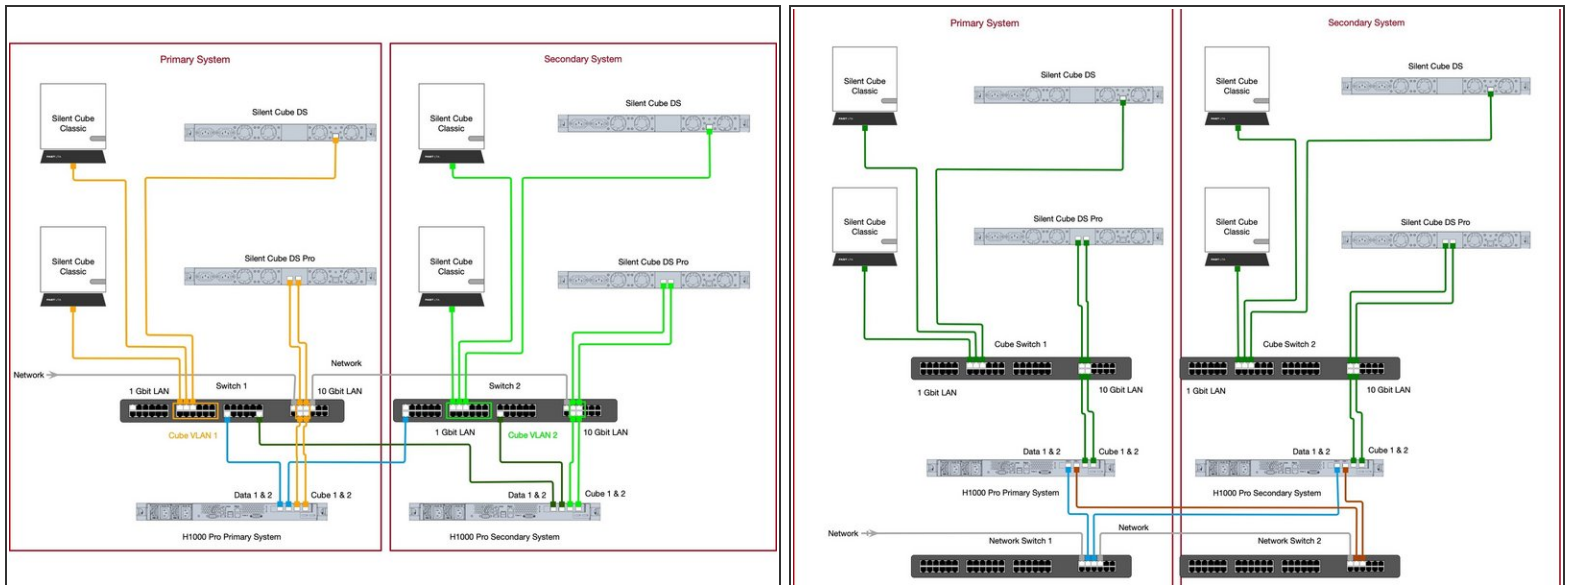 Primary System
Secondary System
Silent Cube
Classic
Silent Cube DS
Silent Cube
Classic
Silent Cube DS
Silent Cube
Classic
Silent Cube DS Pro
Silent Cube
Classic
Silent Cube DS Pro
Network
Network
1 Gbit LAN
Switch 1
10 Gbit LAN
Switch 2
Cube VLAN 1
1 Gbit LAN
Cube VLAN 2
10 Gbit LAN
Data 1 & 2
Cube 1 & 2
Data 1 & 2
Cube 1 & 2
H1000 Pro Primary System
H1000 Pro Secondary System
Primary System
Secondary System
Silent Cube
Classic
Silent Cube DS
Silent Cube
Classic
Silent Cube DS
Silent Cube
Classic
Silent Cube DS Pro
Silent Cube
Classic
Silent Cube DS Pro
Cube Switch 1
Cube Switch 2
1 Gbit LAN
10 Gbit LAN
1 Gbit LAN
10 Gbit LAN
Data 1 & 2
Cube 1 & 2
Data 1 & 2
Cube 1 & 2
H1000 Pro Primary System
H1000 Pro Secondary System
Network
Network
Network Switch 1
Network Switch 2